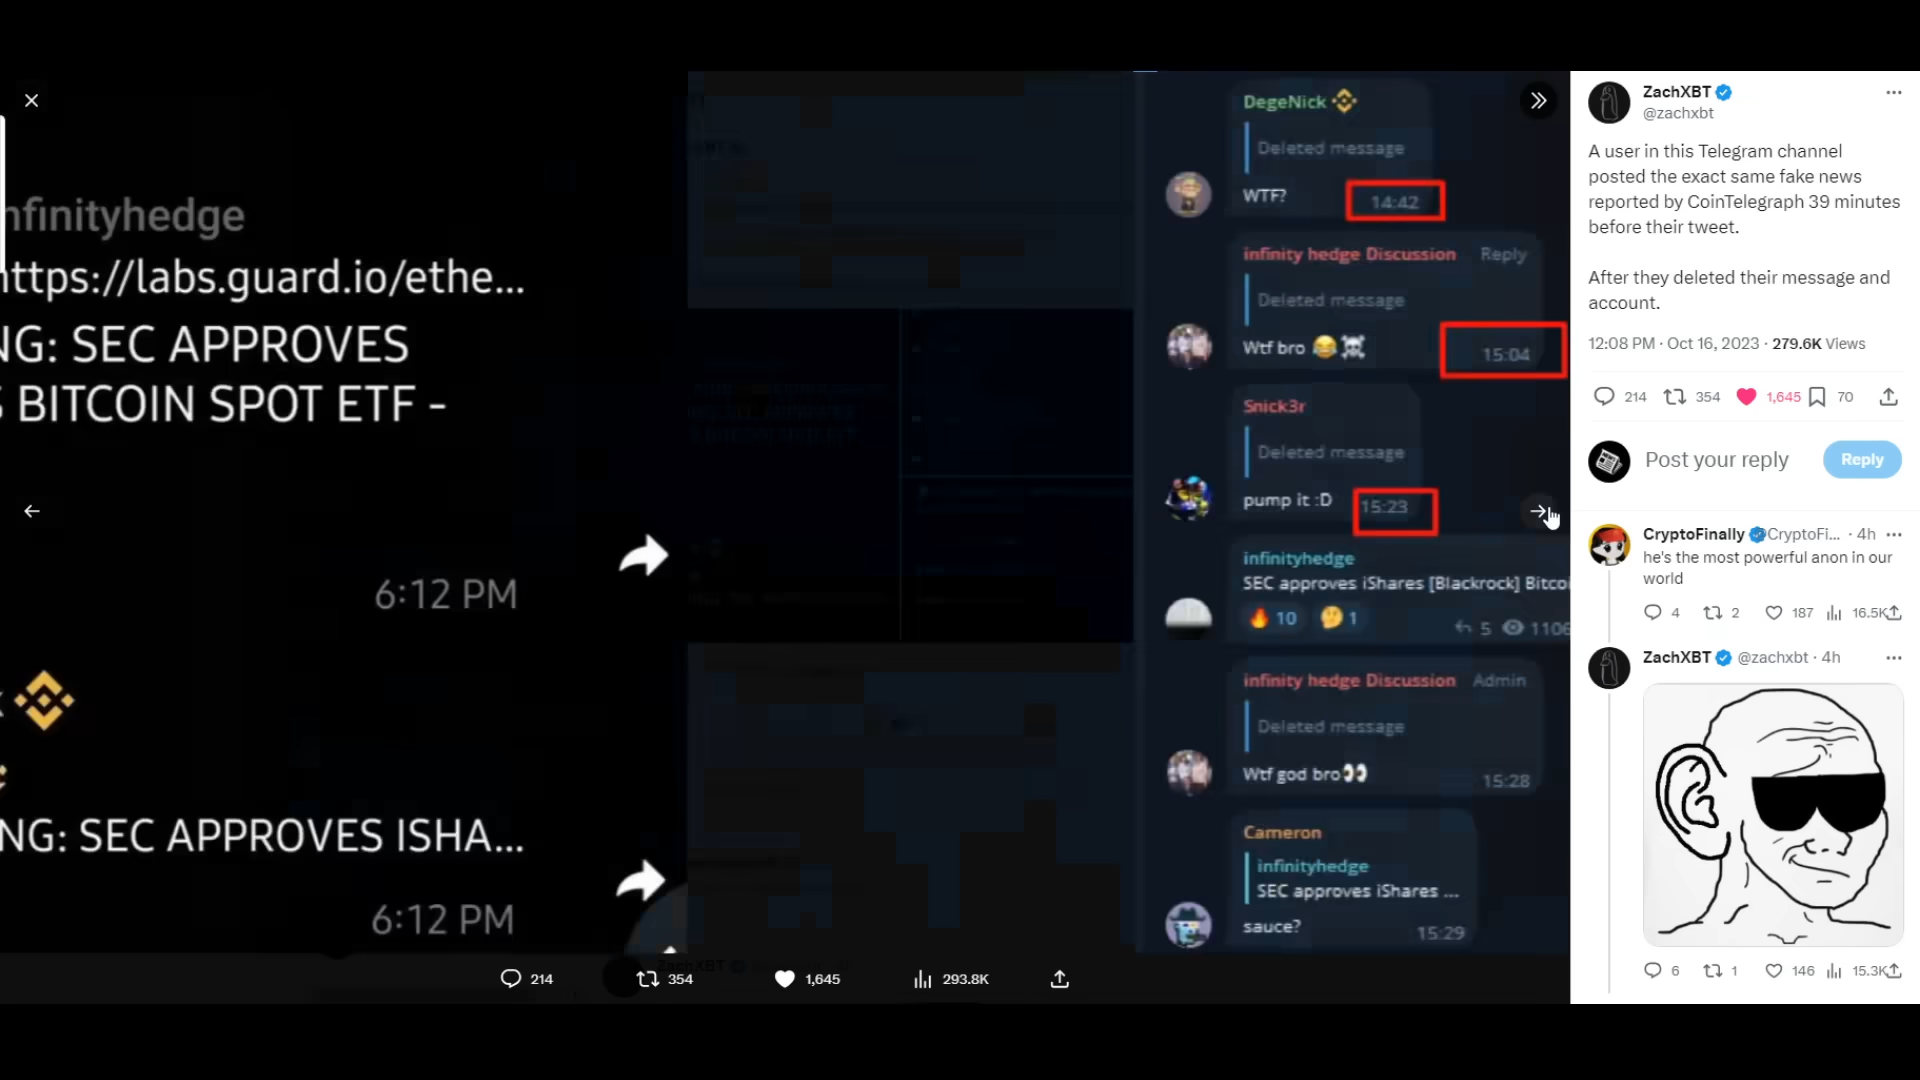 nfinityhedge
ttps://labs.guard.io/ethe...
NG: SEC APPROVES
BITCOIN SPOT ETF -
6:12 PM
NG: SEC APPROVES ISHA...
6:12 PM
DegeNick
Deleted message
WTF?
14:42
infinity hedge Discussion Reply
Deleted message
Wtf bro 😂☠
15:04
Snick3r
Deleted message
pump it :D
15:23
infinityhedge
SEC approves iShares [Blackrock] Bitcoi
🔥 10 🤔 1
5 1106
infinity hedge Discussion Admin
Deleted message
Wtf god bro👀
15:28
Cameron
infinityhedge
SEC approves iShares ...
sauce?
15:29
214 354 1,645 293.8K
ZachXBT
@zachxbt
A user in this Telegram channel
posted the exact same fake news
reported by CoinTelegraph 39 minutes
before their tweet.
After they deleted their message and
account.
12:08 PM · Oct 16, 2023 · 279.6K Views
214 354 1,645 70
Post your reply
Reply
CryptoFinally CryptoFi... · 4h
he's the most powerful anon in our
world
4 2 187 16.5K
ZachXBT @zachxbt · 4h
6 1 146 15.3K